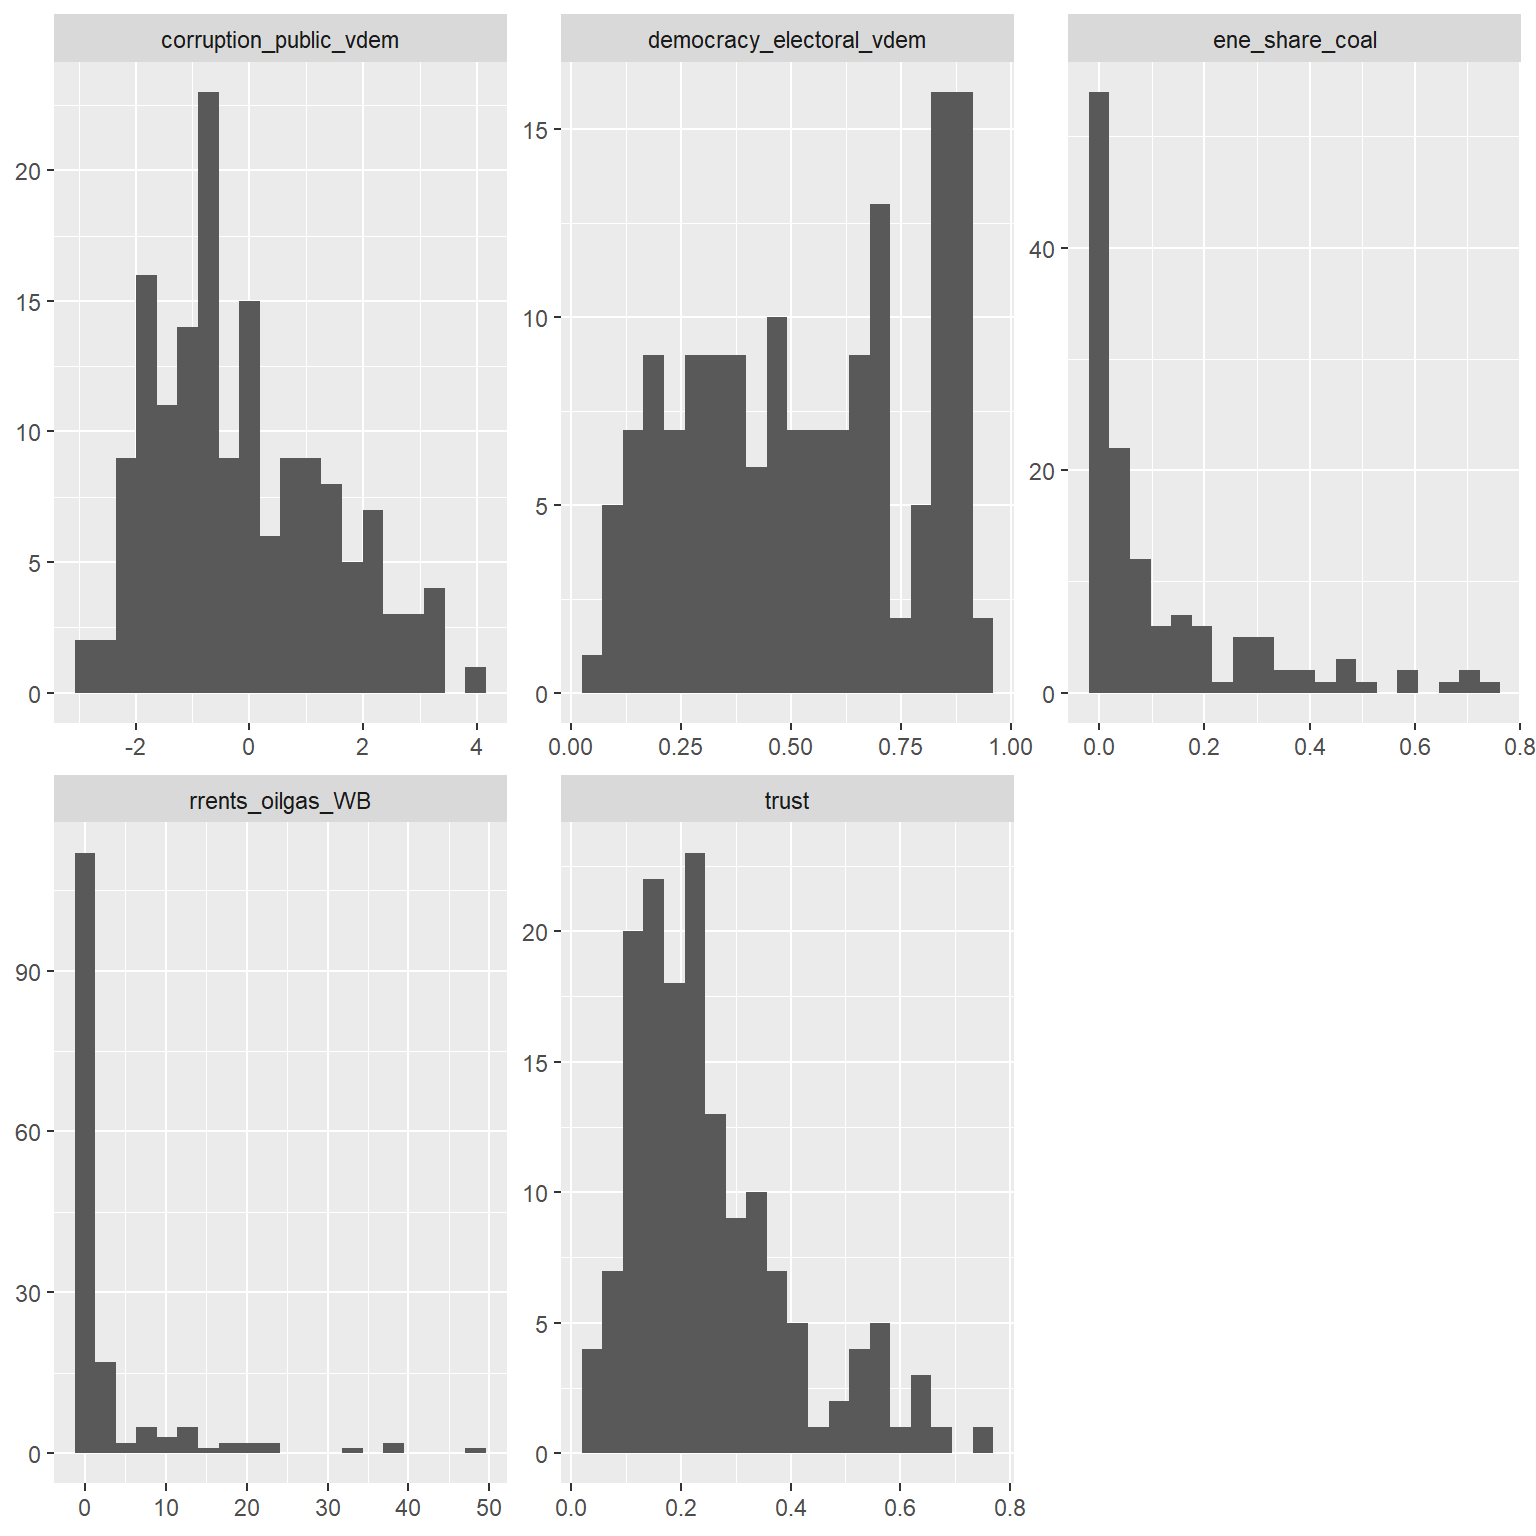 corruption_public_vdem
democracy_electoral_vdem
ene_share_coal
20
15
10
5
0
-2 0 2 4
15
10
5
0
0.00 0.25 0.50 0.75 1.00
40
20
0
0.0 0.2 0.4 0.6 0.8
rrents_oilgas_WB
trust
90
60
30
0
0 10 20 30 40 50
20
15
10
5
0
0.0 0.2 0.4 0.6 0.8